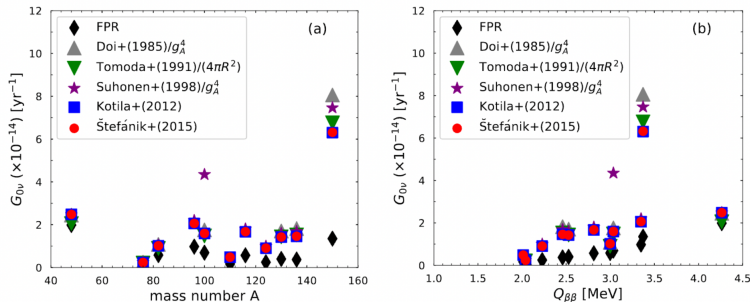 12
10
8
6
4
2
0
G₀ν (×10⁻¹⁴) [yr⁻¹]
(a)
FPR
Doi+(1985)/g_A^4
Tomoda+(1991)/(4πR²)
Suhonen+(1998)/g_A^4
Kotila+(2012)
Štefánik+(2015)
40 60 80 100 120 140 160
mass number A
12
10
8
6
4
2
0
G₀ν (×10⁻¹⁴) [yr⁻¹]
(b)
FPR
Doi+(1985)/g_A^4
Tomoda+(1991)/(4πR²)
Suhonen+(1998)/g_A^4
Kotila+(2012)
Štefánik+(2015)
1.0 1.5 2.0 2.5 3.0 3.5 4.0 4.5
Q_ββ [MeV]